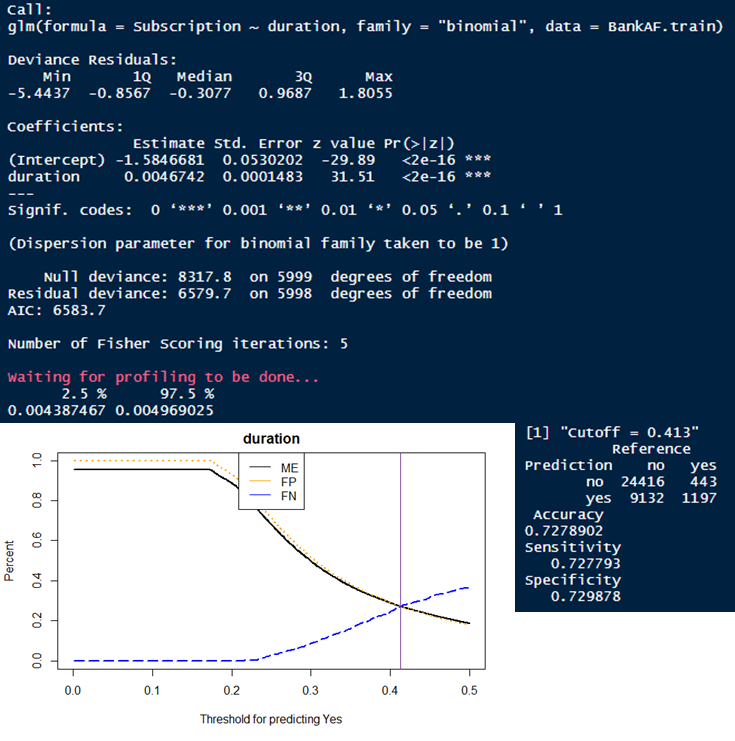 Call:
glm(formula = Subscription ~ duration, family = "binomial", data = BankAF.train)
Deviance Residuals:
Min 1Q Median 3Q Max
-5.4437 -0.8567 -0.3077 0.9687 1.8055
Coefficients:
Estimate Std. Error z value Pr(>|z|)
(Intercept) -1.5846681 0.0530202 -29.89 <2e-16 ***
duration 0.0046742 0.0001483 31.51 <2e-16 ***
---
Signif. codes: 0 ‘***’ 0.001 ‘**’ 0.01 ‘*’ 0.05 ‘.’ 0.1 ‘ ’ 1
(Dispersion parameter for binomial family taken to be 1)
Null deviance: 8317.8 on 5999 degrees of freedom
Residual deviance: 6579.7 on 5998 degrees of freedom
AIC: 6583.7
Number of Fisher Scoring iterations: 5
Waiting for profiling to be done...
2.5 % 97.5 %
0.004387467 0.004969025
duration
ME
FP
FN
Percent
1.0
0.8
0.6
0.4
0.2
0.0
0.0 0.1 0.2 0.3 0.4 0.5
Threshold for predicting Yes
[1] "Cutoff = 0.413"
Reference
Prediction no yes
no 24416 443
yes 9132 1197
Accuracy
0.7278902
Sensitivity
0.727793
Specificity
0.729878